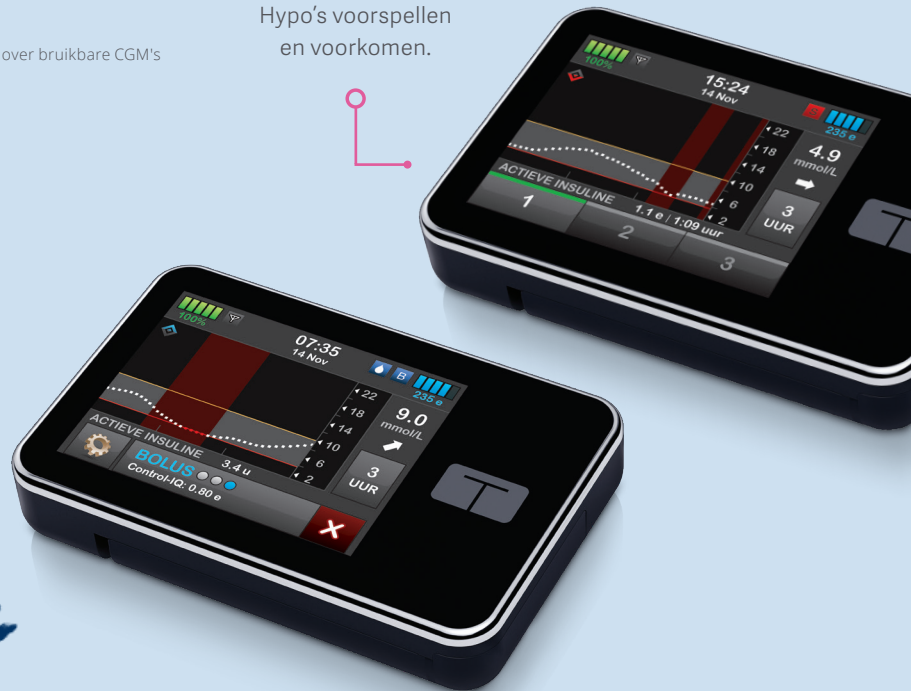 Hypo's voorspellen
en voorkomen.
over bruikbare CGM's
100%
15:24
14 Nov
235 e
22
18
14
10
6
2
4.9
mmol/L
3
UUR
ACTIEVE INSULINE
1.1 e | 1:09 uur
1
2
3
100%
07:35
14 Nov
B
235 e
22
18
14
10
6
2
9.0
mmol/L
3
UUR
ACTIEVE INSULINE
3.4 u
BOLUS
Control-IQ: 0.80 e
X